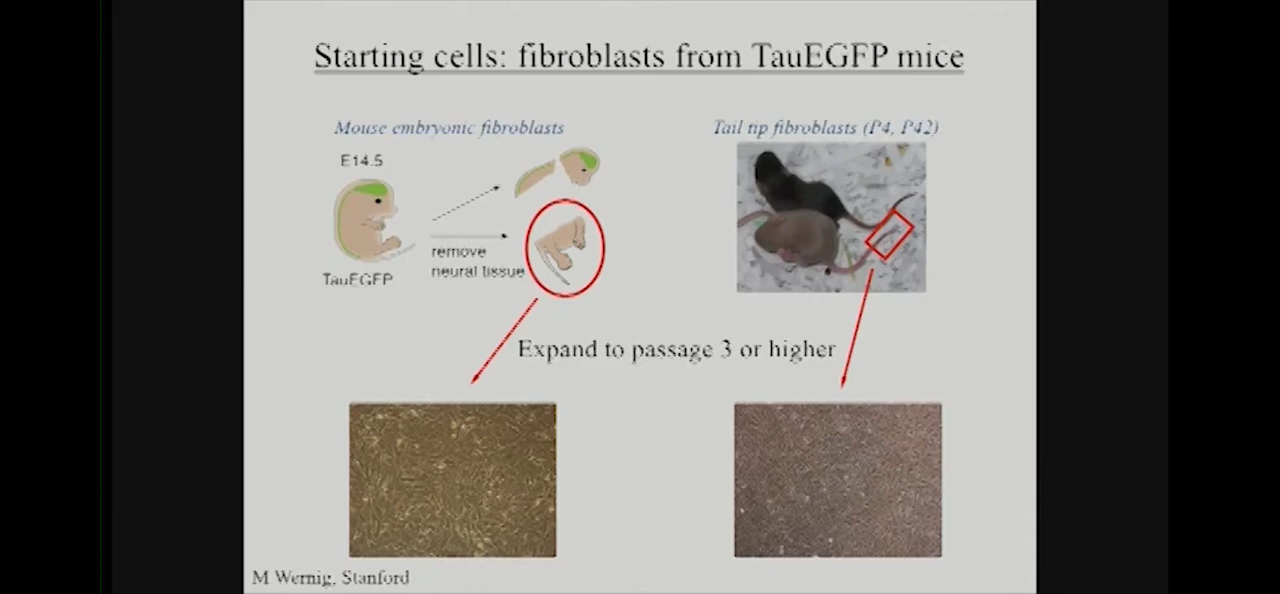 Starting cells: fibroblasts from TauEGFP mice
Mouse embryonic fibroblasts
Tail tip fibroblasts (P4, P42)
E14.5
remove
neural tissue
TauEGFP
Expand to passage 3 or higher
M Wernig, Stanford